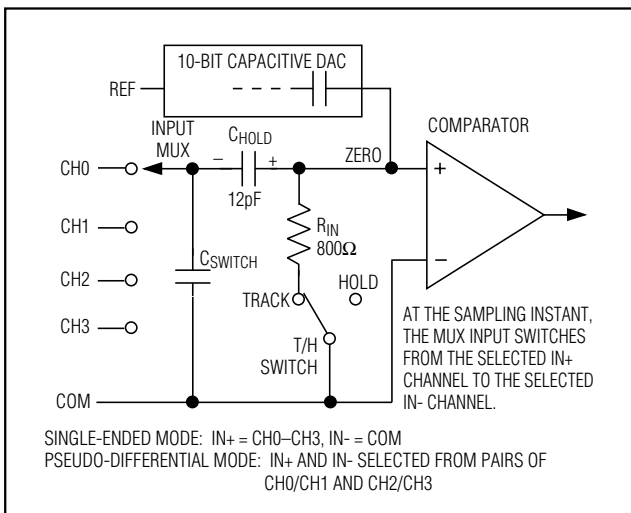 10-BIT CAPACITIVE DAC
REF
INPUT
MUX
CHOLD
– +
12pF
ZERO
COMPARATOR
+
–
CH0
CH1
CH2
CH3
CSWITCH
RIN
800Ω
TRACK
HOLD
T/H
SWITCH
COM
AT THE SAMPLING INSTANT,
THE MUX INPUT SWITCHES
FROM THE SELECTED IN+
CHANNEL TO THE SELECTED
IN- CHANNEL.
SINGLE-ENDED MODE: IN+ = CH0–CH3, IN- = COM
PSEUDO-DIFFERENTIAL MODE: IN+ AND IN- SELECTED FROM PAIRS OF
CH0/CH1 AND CH2/CH3